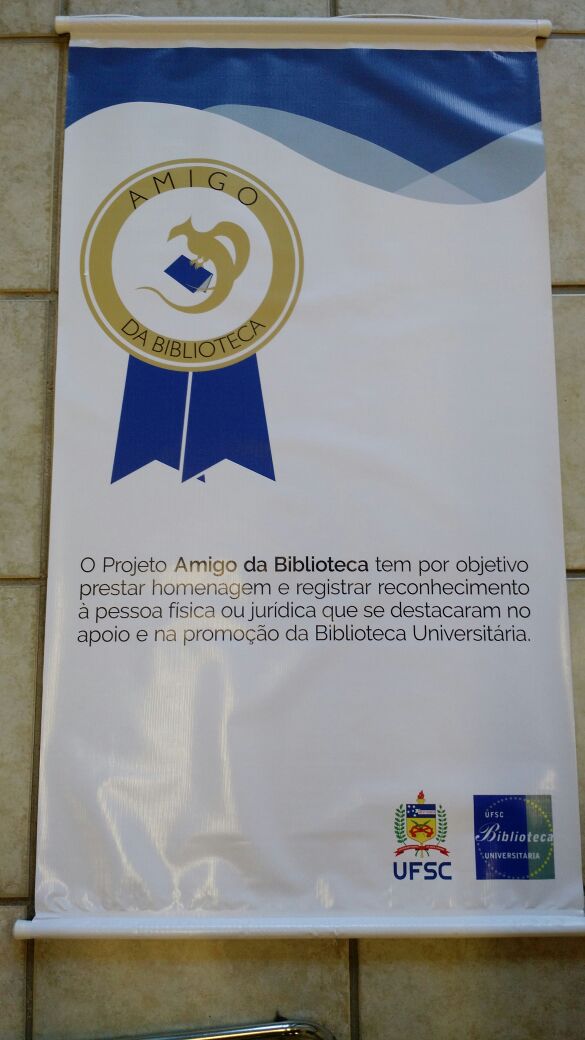 AMIGO
DA BIBLIOTECA
O Projeto Amigo da Biblioteca tem por objetivo
prestar homenagem e registrar reconhecimento
à pessoa física ou jurídica que se destacaram no
apoio e na promoção da Biblioteca Universitária.
UFSC
UFSC
Biblioteca
UNIVERSITÁRIA